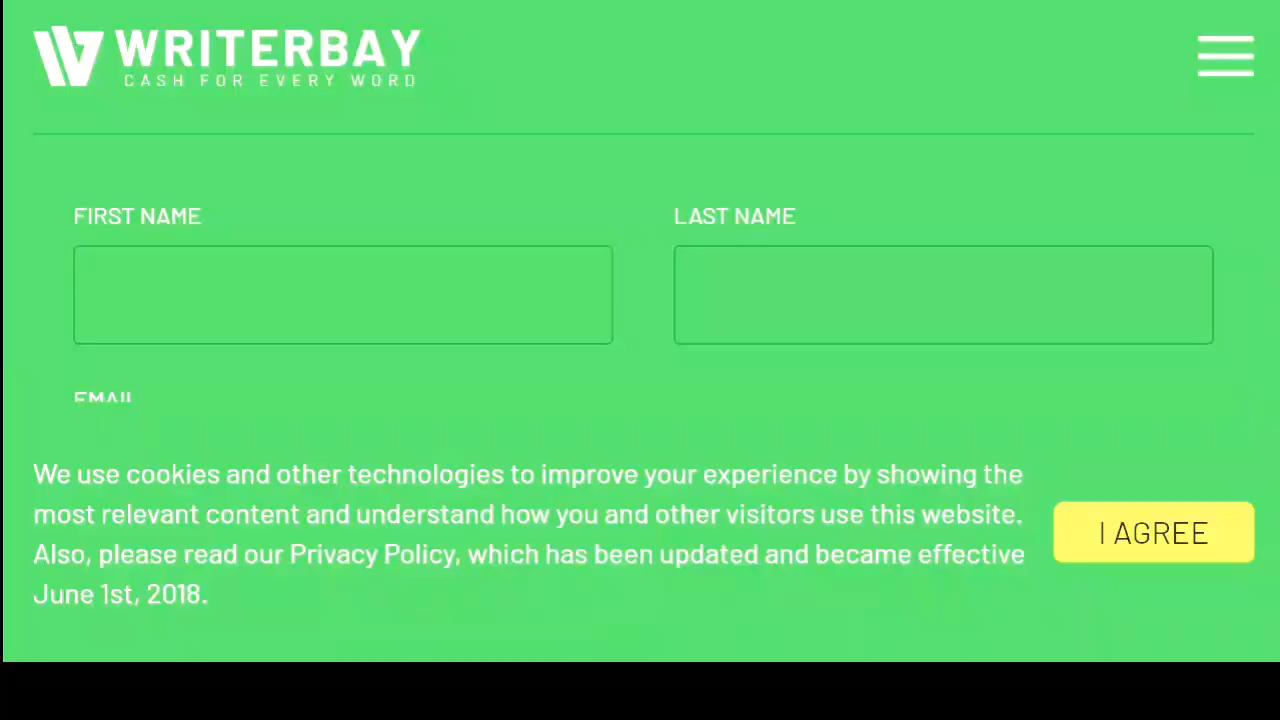 WRITERBAY
CASH FOR EVERY WORD
FIRST NAME
LAST NAME
EMAIL
We use cookies and other technologies to improve your experience by showing the
most relevant content and understand how you and other visitors use this website.
Also, please read our Privacy Policy, which has been updated and became effective
June 1st, 2018.
I AGREE